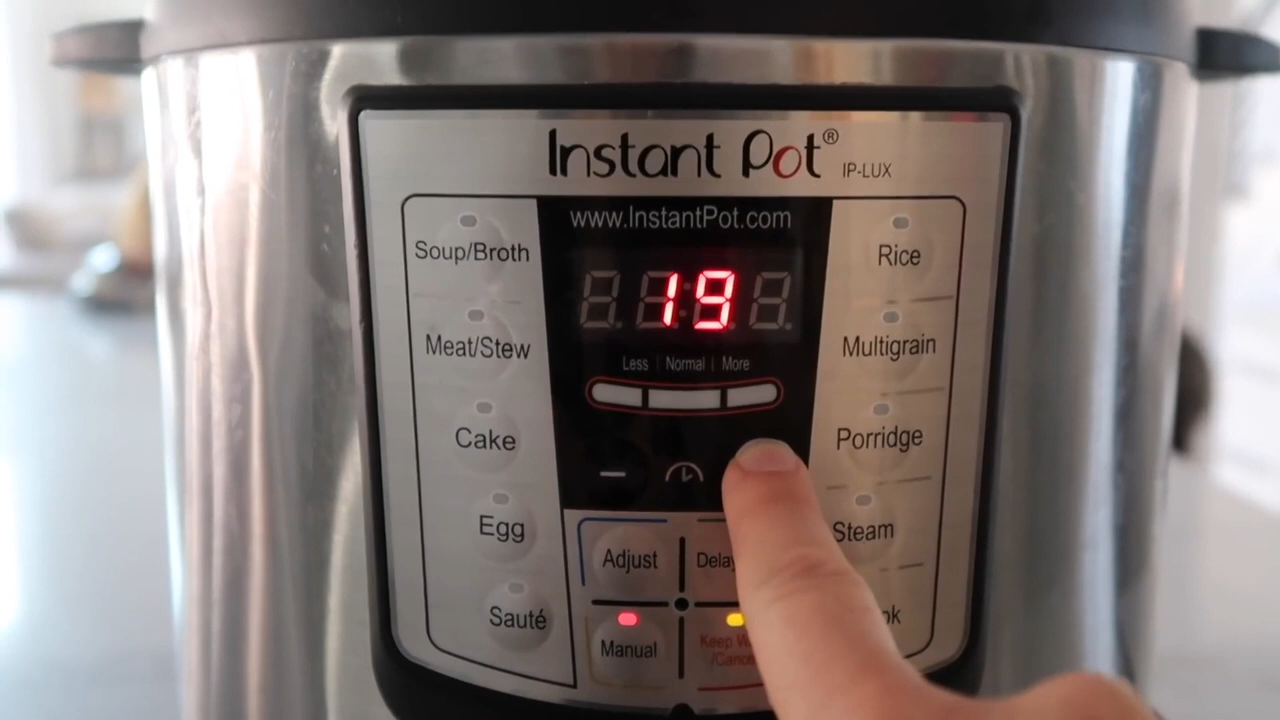 Instant Pot® IP-LUX
www.InstantPot.com
19
Less | Normal | More
Soup/Broth
Meat/Stew
Cake
Egg
Sauté
Rice
Multigrain
Porridge
Steam
Adjust
Manual
Keep